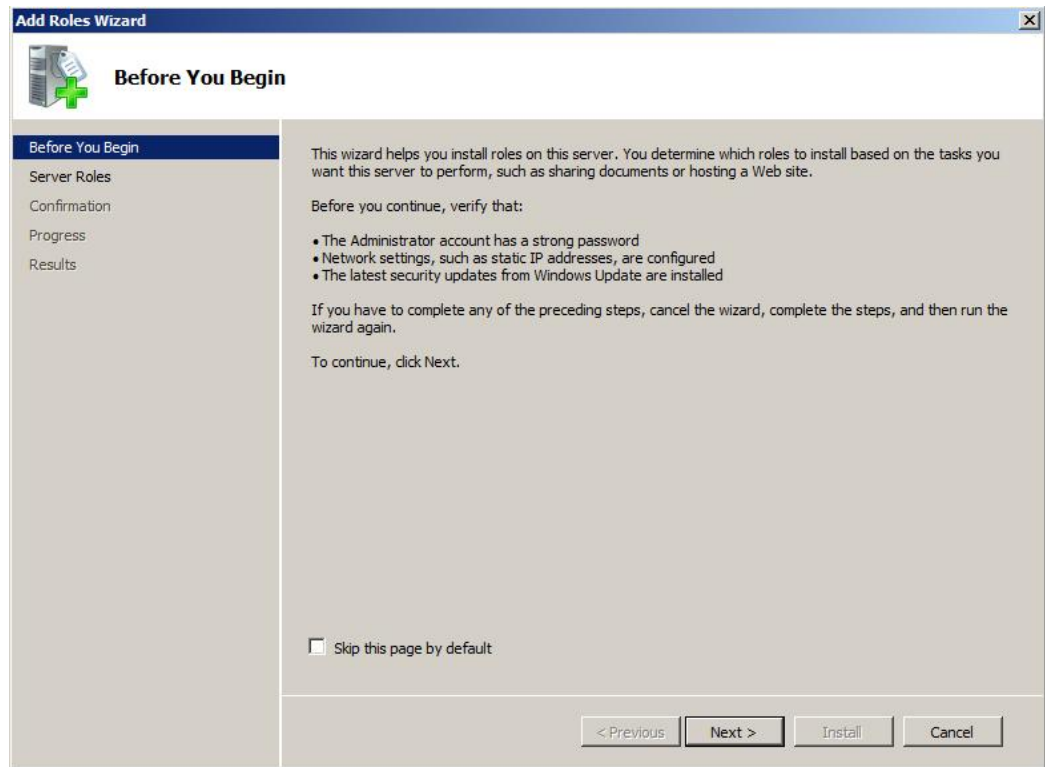 Add Roles Wizard
Before You Begin
Before You Begin
Server Roles
Confirmation
Progress
Results
This wizard helps you install roles on this server. You determine which roles to install based on the tasks you
want this server to perform, such as sharing documents or hosting a Web site.
Before you continue, verify that:
• The Administrator account has a strong password
• Network settings, such as static IP addresses, are configured
• The latest security updates from Windows Update are installed
If you have to complete any of the preceding steps, cancel the wizard, complete the steps, and then run the
wizard again.
To continue, click Next.
Skip this page by default
< Previous
Next >
Install
Cancel